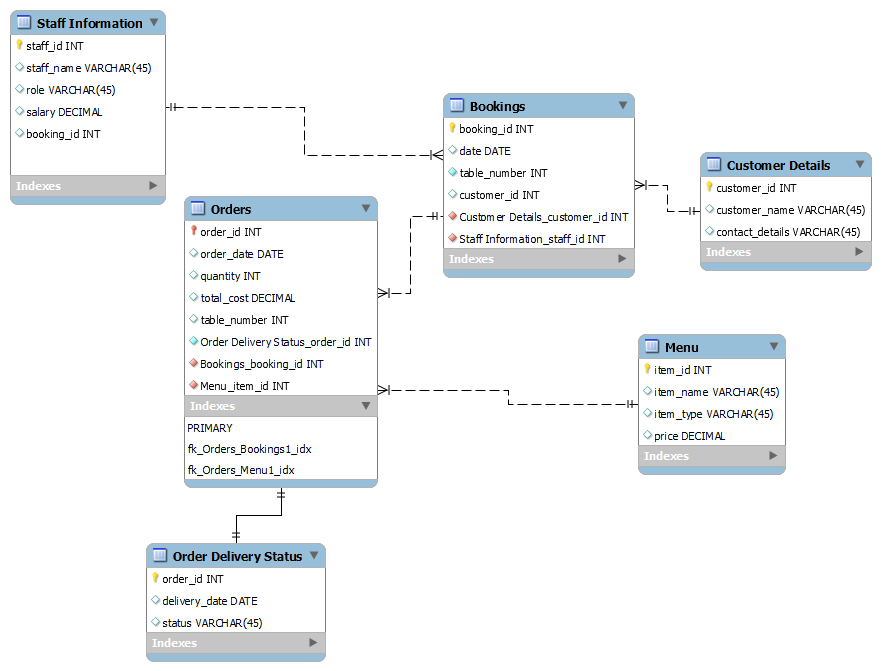 Staff Information
staff_id INT
staff_name VARCHAR(45)
role VARCHAR(45)
salary DECIMAL
booking_id INT
Indexes
Bookings
booking_id INT
date DATE
table_number INT
customer_id INT
Customer Details_customer_id INT
Staff Information_staff_id INT
Indexes
Customer Details
customer_id INT
customer_name VARCHAR(45)
contact_details VARCHAR(45)
Indexes
Orders
order_id INT
order_date DATE
quantity INT
total_cost DECIMAL
table_number INT
Order Delivery Status_order_id INT
Bookings_booking_id INT
Menu_item_id INT
Indexes
PRIMARY
fk_Orders_Bookings1_idx
fk_Orders_Menu1_idx
Menu
item_id INT
item_name VARCHAR(45)
item_type VARCHAR(45)
price DECIMAL
Indexes
Order Delivery Status
order_id INT
delivery_date DATE
status VARCHAR(45)
Indexes